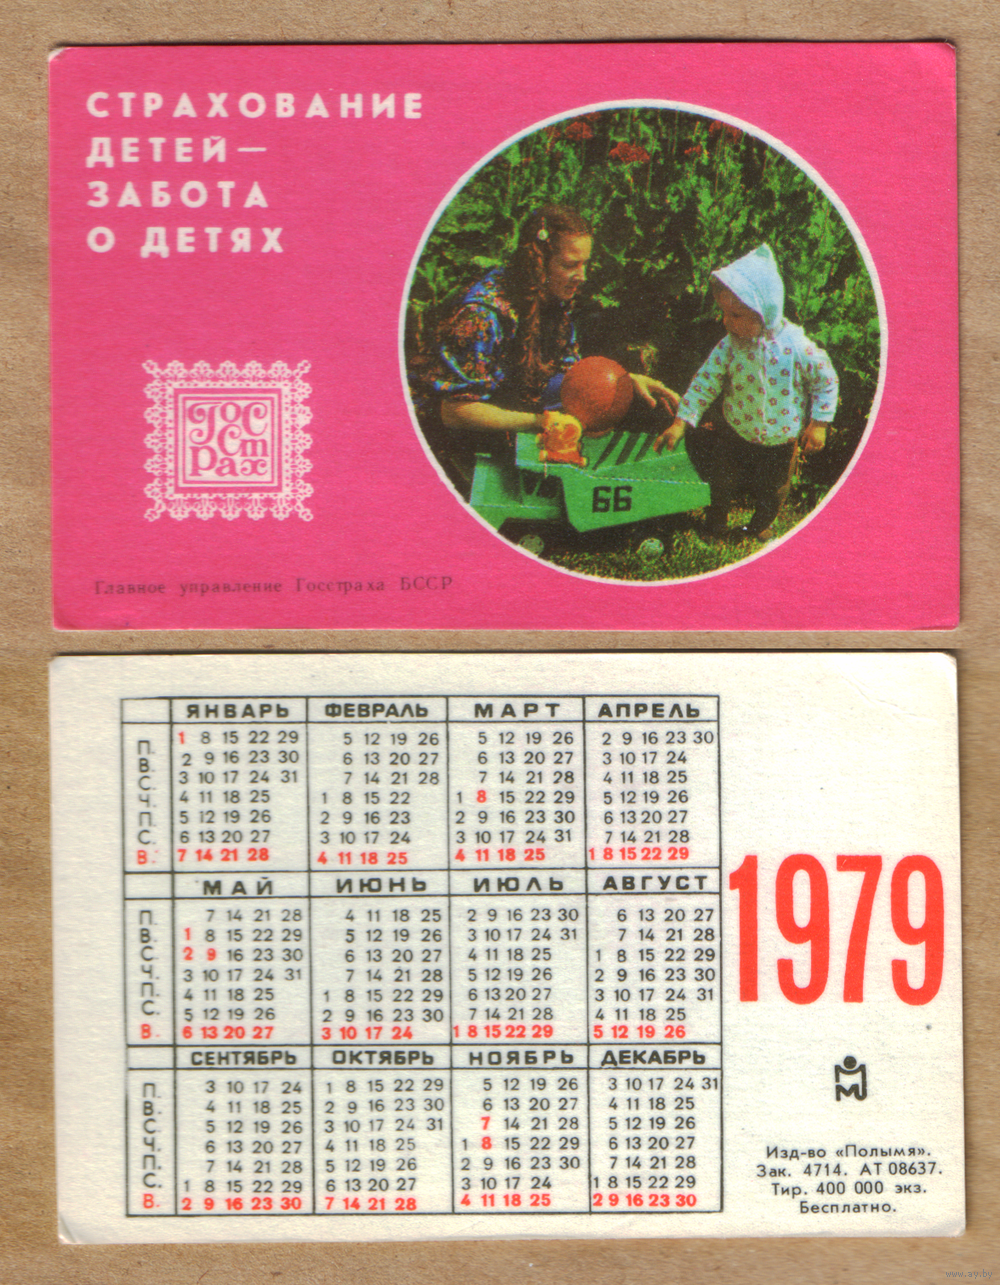 СТРАХОВАНИЕ
ДЕТЕЙ —
ЗАБОТА
О ДЕТЯХ
Гос
Ст
Рах
66
Главное управление Госстраха БССР
ЯНВАРЬ ФЕВРАЛЬ МАРТ АПРЕЛЬ
П. 1 8 15 22 29 5 12 19 26 5 12 19 26 2 9 16 23 30
В. 2 9 16 23 30 6 13 20 27 6 13 20 27 3 10 17 24
С. 3 10 17 24 31 7 14 21 28 7 14 21 28 4 11 18 25
Ч. 4 11 18 25 1 8 15 22 1 8 15 22 29 5 12 19 26
П. 5 12 19 26 2 9 16 23 2 9 16 23 30 6 13 20 27
С. 6 13 20 27 3 10 17 24 3 10 17 24 31 7 14 21 28
В. 7 14 21 28 4 11 18 25 4 11 18 25 1 8 15 22 29
МАЙ ИЮНЬ ИЮЛЬ АВГУСТ
П. 7 14 21 28 4 11 18 25 2 9 16 23 30 6 13 20 27
В. 1 8 15 22 29 5 12 19 26 3 10 17 24 31 7 14 21 28
С. 2 9 16 23 30 6 13 20 27 4 11 18 25 1 8 15 22 29
Ч. 3 10 17 24 31 7 14 21 28 5 12 19 26 2 9 16 23 30
П. 4 11 18 25 1 8 15 22 29 6 13 20 27 3 10 17 24 31
С. 5 12 19 26 2 9 16 23 30 7 14 21 28 4 11 18 25
В. 6 13 20 27 3 10 17 24 1 8 15 22 29 5 12 19 26
СЕНТЯБРЬ ОКТЯБРЬ НОЯБРЬ ДЕКАБРЬ
П. 3 10 17 24 1 8 15 22 29 5 12 19 26 3 10 17 24 31
В. 4 11 18 25 2 9 16 23 30 6 13 20 27 4 11 18 25
С. 5 12 19 26 3 10 17 24 31 7 14 21 28 5 12 19 26
Ч. 6 13 20 27 4 11 18 25 1 8 15 22 29 6 13 20 27
П. 7 14 21 28 5 12 19 26 2 9 16 23 30 7 14 21 28
С. 1 8 15 22 29 6 13 20 27 3 10 17 24 1 8 15 22 29
В. 2 9 16 23 30 7 14 21 28 4 11 18 25 2 9 16 23 30
1979
Изд-во «Полымя».
Зак. 4714. АТ 08637.
Тир. 400 000 экз.
Бесплатно.
www.ay.by